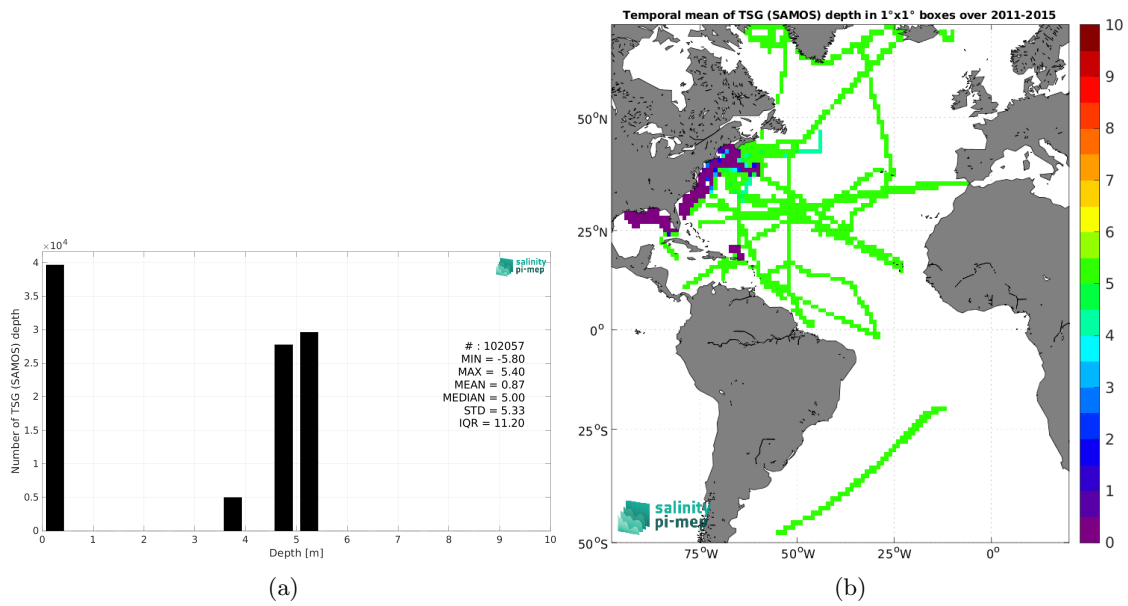 ×10⁴
4
3.5
3
2.5
2
1.5
1
0.5
0
Number of TSG (SAMOS) depth
salinity
pi-mep
# : 102057
MIN = -5.80
MAX = 5.40
MEAN = 0.87
MEDIAN = 5.00
STD = 5.33
IQR = 11.20
0 1 2 3 4 5 6 7 8 9 10
Depth [m]
(a)
Temporal mean of TSG (SAMOS) depth in 1°x1° boxes over 2011-2015
50°N
25°N
0°
25°S
50°S
salinity
pi-mep
75°W 50°W 25°W 0°
10
9
8
7
6
5
4
3
2
1
0
(b)